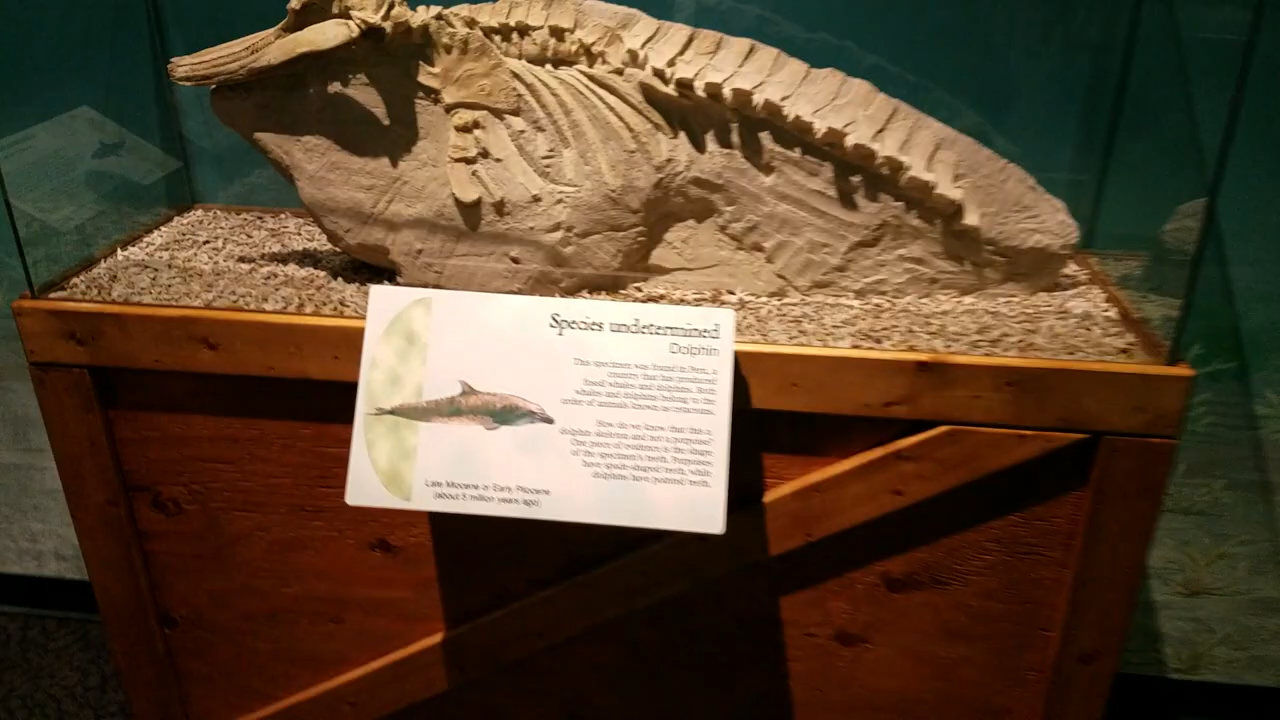 Species undetermined
Dolphin
This specimen was found in Peru, a
country that has produced
fossil whales and dolphins. Both
whales and dolphins belong to the
order of animals known as cetaceans.
How do we know that this a
dolphin skeleton and not a porpoise?
One piece of evidence is the shape
of the specimen's teeth. Porpoises
have spade-shaped teeth, while
dolphins have pointed teeth.
Late Miocene or Early Pliocene
(about 5 million years ago)